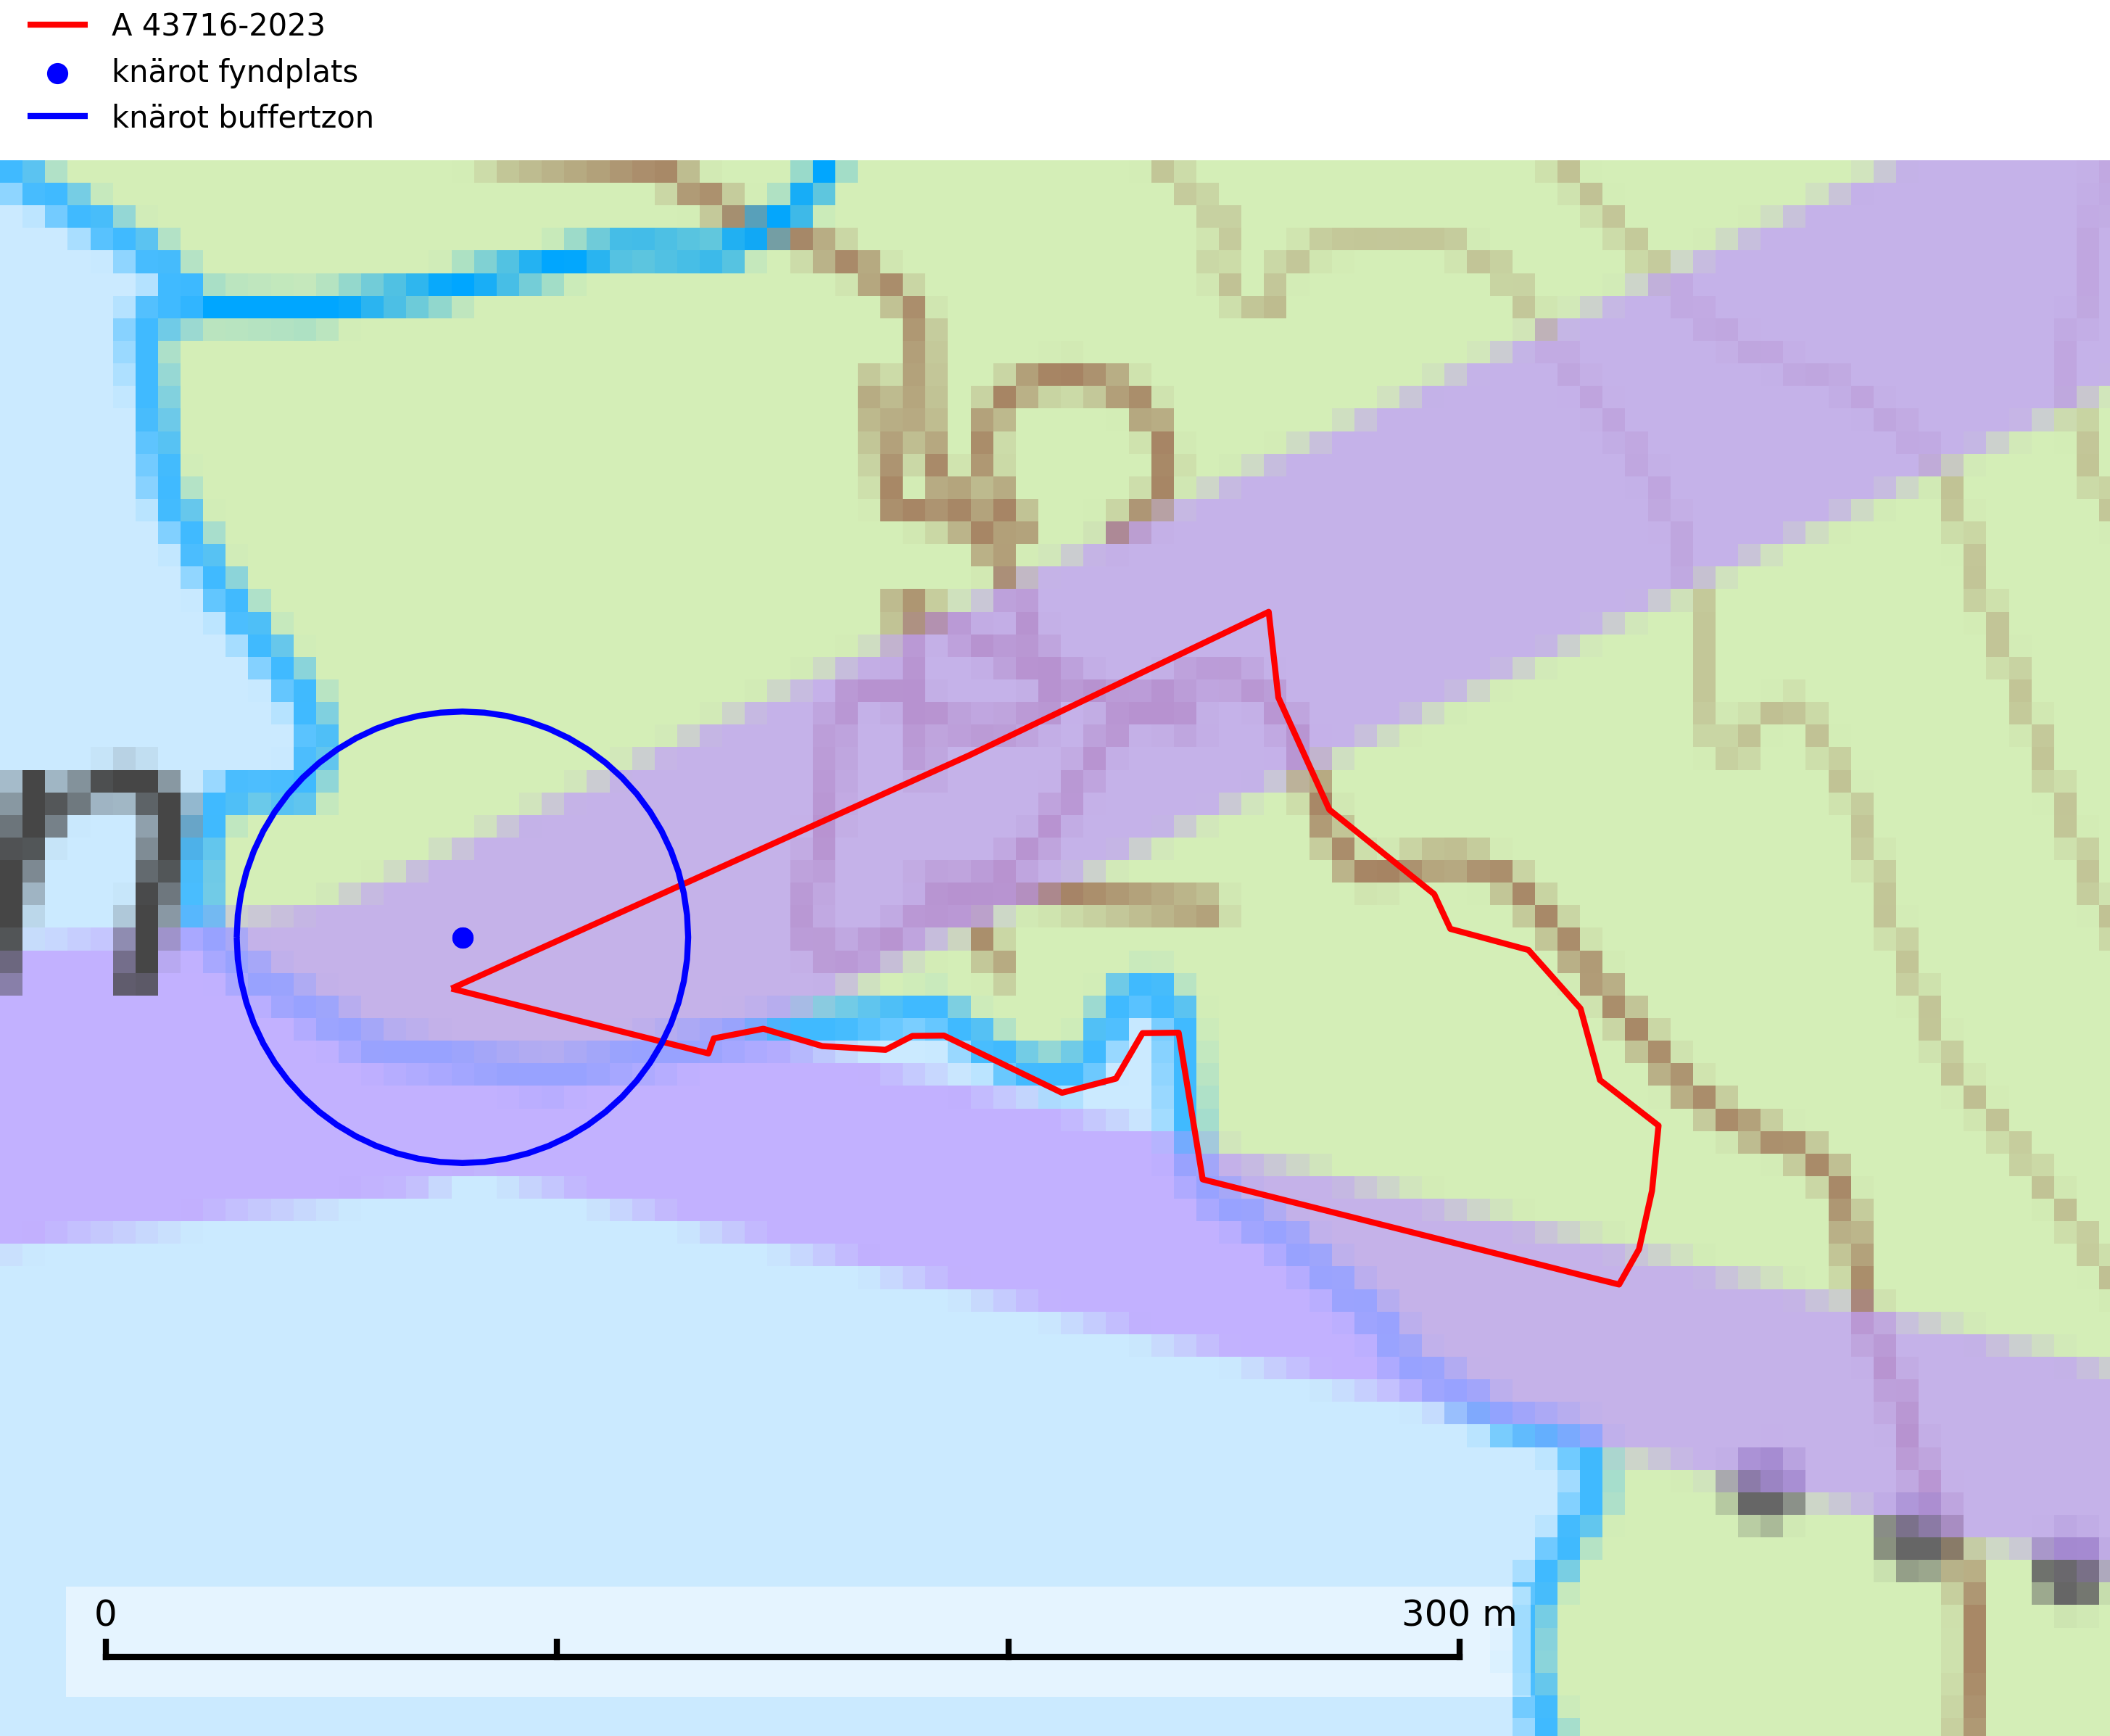 A 43716-2023
knärot fyndplats
knärot buffertzon
0 300 m